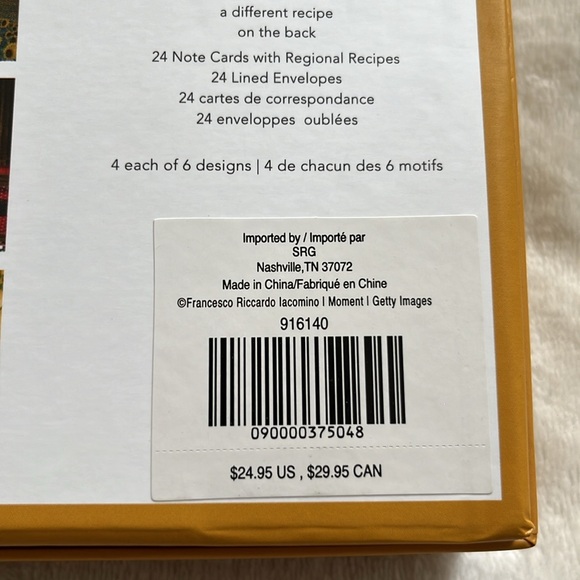 a different recipe
on the back
24 Note Cards with Regional Recipes
24 Lined Envelopes
24 cartes de correspondance
24 enveloppes oublées
4 each of 6 designs | 4 de chacun des 6 motifs
Imported by / Importé par
SRG
Nashville,TN 37072
Made in China/Fabriqué en Chine
©Francesco Riccardo Iacomino I Moment I Getty Images
916140
090000375048
$24.95 US , $29.95 CAN